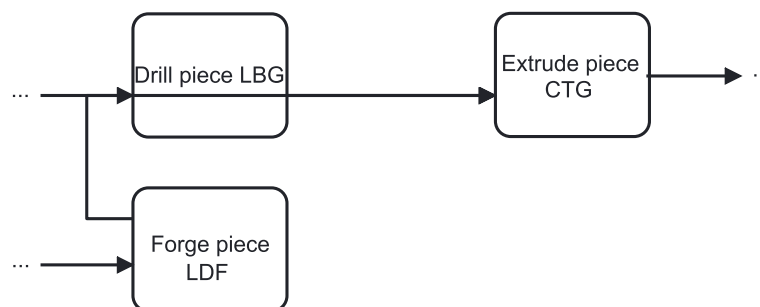 Drill piece LBG
Extrude piece
CTG
...
.
Forge piece
LDF
...